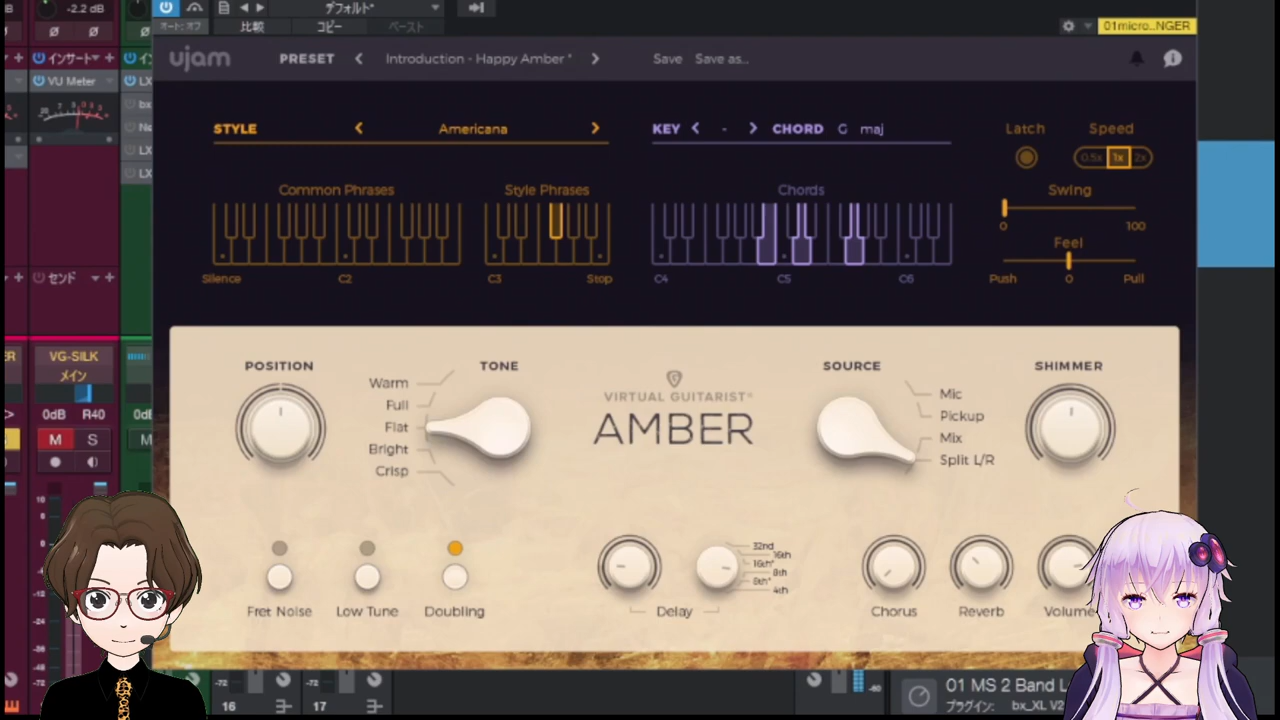 -2.2 dB
デフォルト*
オート: オフ
比較
コピー
ペースト
01micro...NGER
ujam
PRESET
Introduction - Happy Amber *
Save
Save as...
インサート
VU Meter
STYLE
Americana
KEY
-
CHORD
G maj
Latch
Speed
0.5x 1x 2x
Common Phrases
Style Phrases
Chords
Swing
0
100
Feel
Silence
C2
C3
Stop
C4
C5
C6
Push
0
Pull
センド
VG-SILK
メイン
0dB R40
M S
POSITION
TONE
Warm
Full
Flat
Bright
Crisp
VIRTUAL GUITARIST
AMBER
SOURCE
Mic
Pickup
Mix
Split L/R
SHIMMER
Fret Noise
Low Tune
Doubling
Delay
32nd
16th
16th*
8th
8th*
4th
Chorus
Reverb
Volume
-72
-72
16
17
-60
01 MS 2 Band L
プラグイン: bx_XL V2